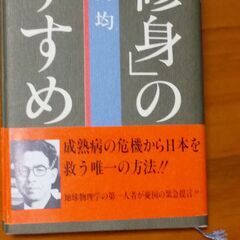 修身」の
すすめ
均
成熟病の危機から日本を
救う唯一の方法!!
地球物理学の第一人者が憂国の緊急提言!!